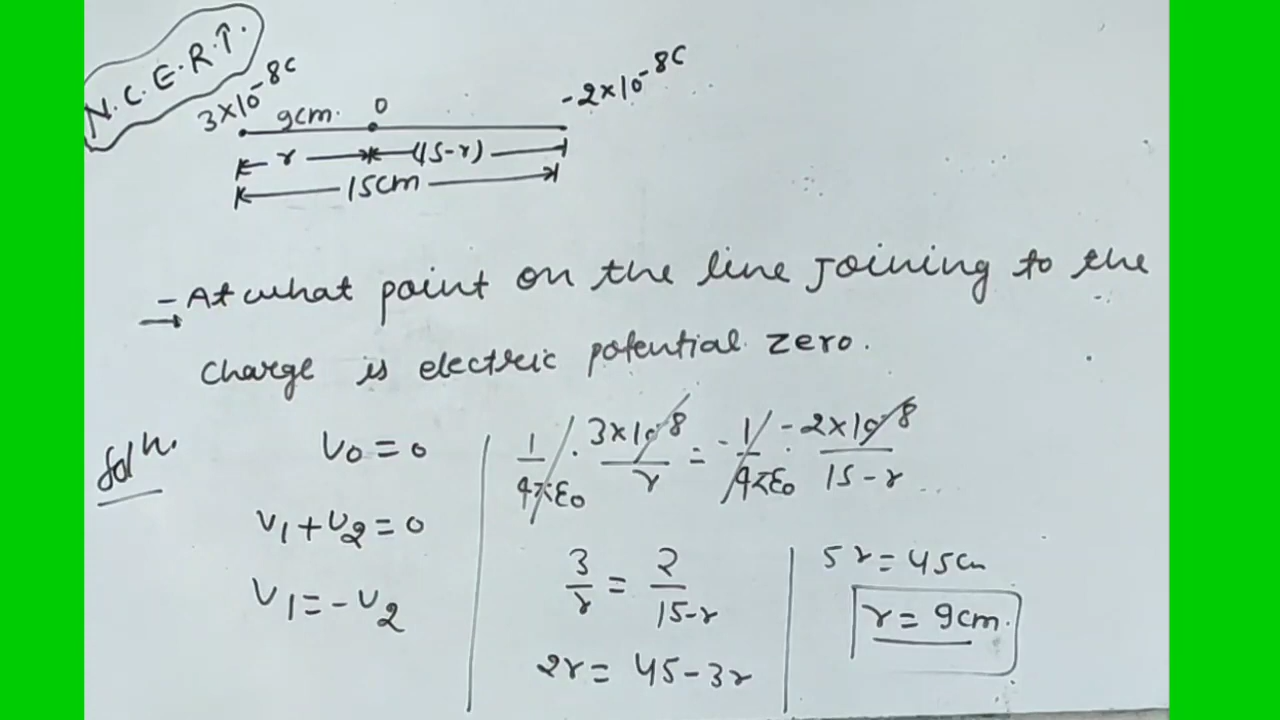 N.C.E.R.T.
3×10⁻⁸C
9cm.
O
-2×10⁻⁸C
r
(15-r)
15cm
→ - At what point on the line Joining to the
charge is electric potential zero.
Soln.
V₀ = 0
V₁ + V₂ = 0
V₁ = -V₂
1/4πε₀ · 3×10⁻⁸/r = - 1/4πε₀ · -2×10⁻⁸/15-r
3/r = 2/15-r
2r = 45-3r
5r = 45cm
r = 9cm.